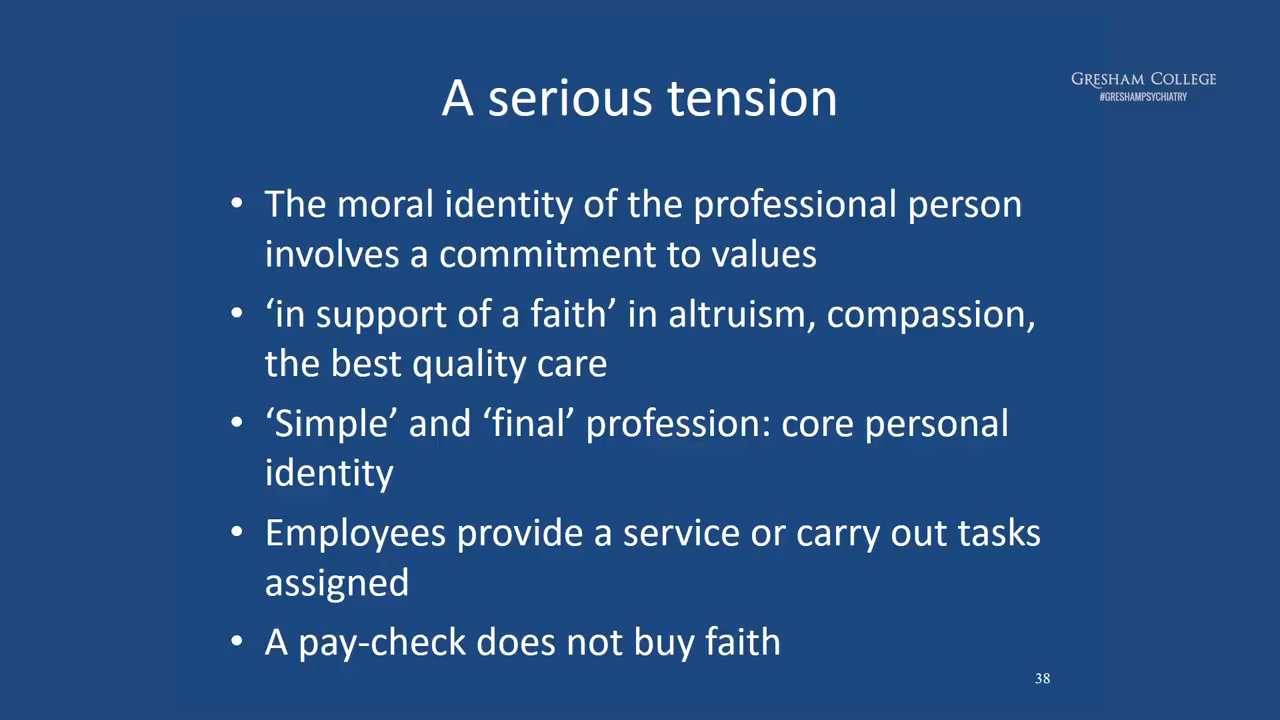 A serious tension
GRESHAM COLLEGE
#GRESHAMPSYCHIATRY
• The moral identity of the professional person
involves a commitment to values
• ‘in support of a faith’ in altruism, compassion,
the best quality care
• ‘Simple’ and ‘final’ profession: core personal
identity
• Employees provide a service or carry out tasks
assigned
• A pay-check does not buy faith
38